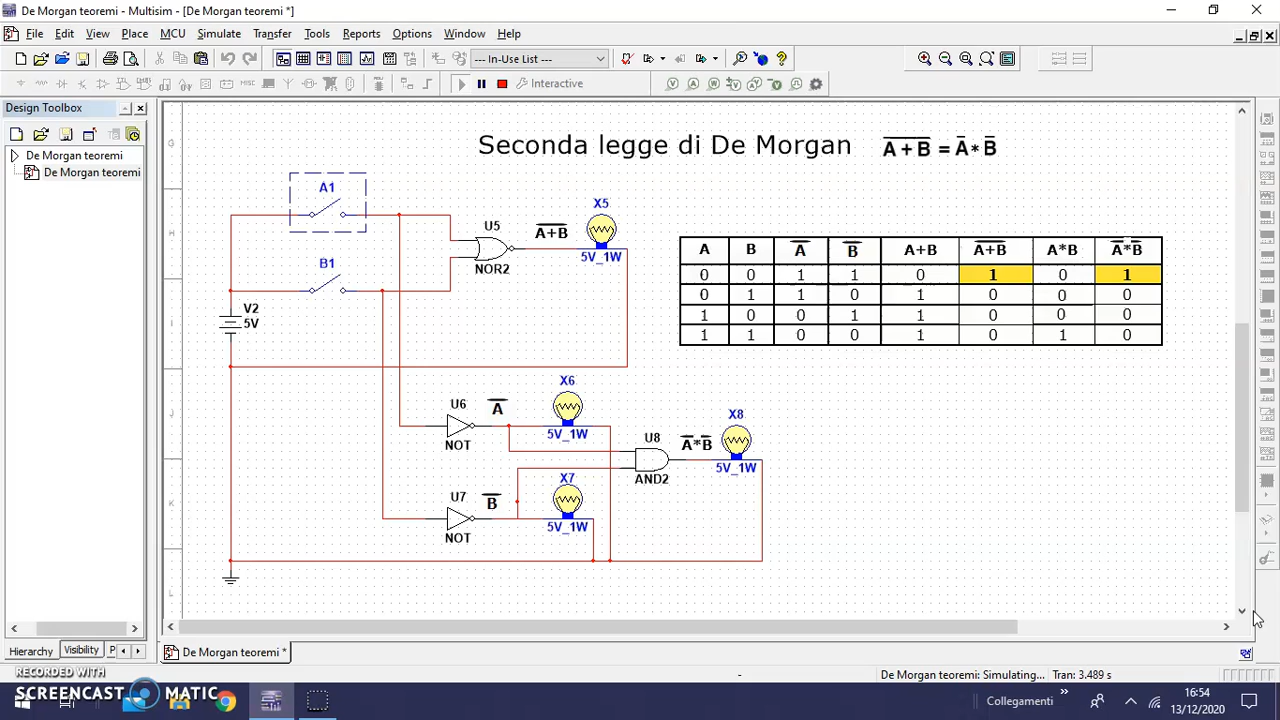 De Morgan teoremi - Multisim - [De Morgan teoremi *]
File Edit View Place MCU Simulate Transfer Tools Reports Options Window Help
--- In-Use List ---
Interactive
Design Toolbox
De Morgan teoremi
De Morgan teoremi
Seconda legge di De Morgan A̅+̅B̅ = A̅ * B̅
A1
B1
V2
5V
U5
NOR2
A̅+̅B̅
X5
5V_1W
A B A̅ B̅ A+B A̅+̅B̅ A*B A̅*B̅
0 0 1 1 0 1 0 1
0 1 1 0 1 0 0 0
1 0 0 1 1 0 0 0
1 1 0 0 1 0 1 0
U6
NOT
A̅
X6
5V_1W
U8
AND2
A̅*B̅
X8
5V_1W
U7
NOT
B̅
X7
5V_1W
G
H
I
J
K
L
Hierarchy Visibility P
De Morgan teoremi *
- De Morgan teoremi: Simulating... Tran: 3.489 s
RECORDED WITH
SCREENCAST MATIC
Collegamenti
16:54
13/12/2020